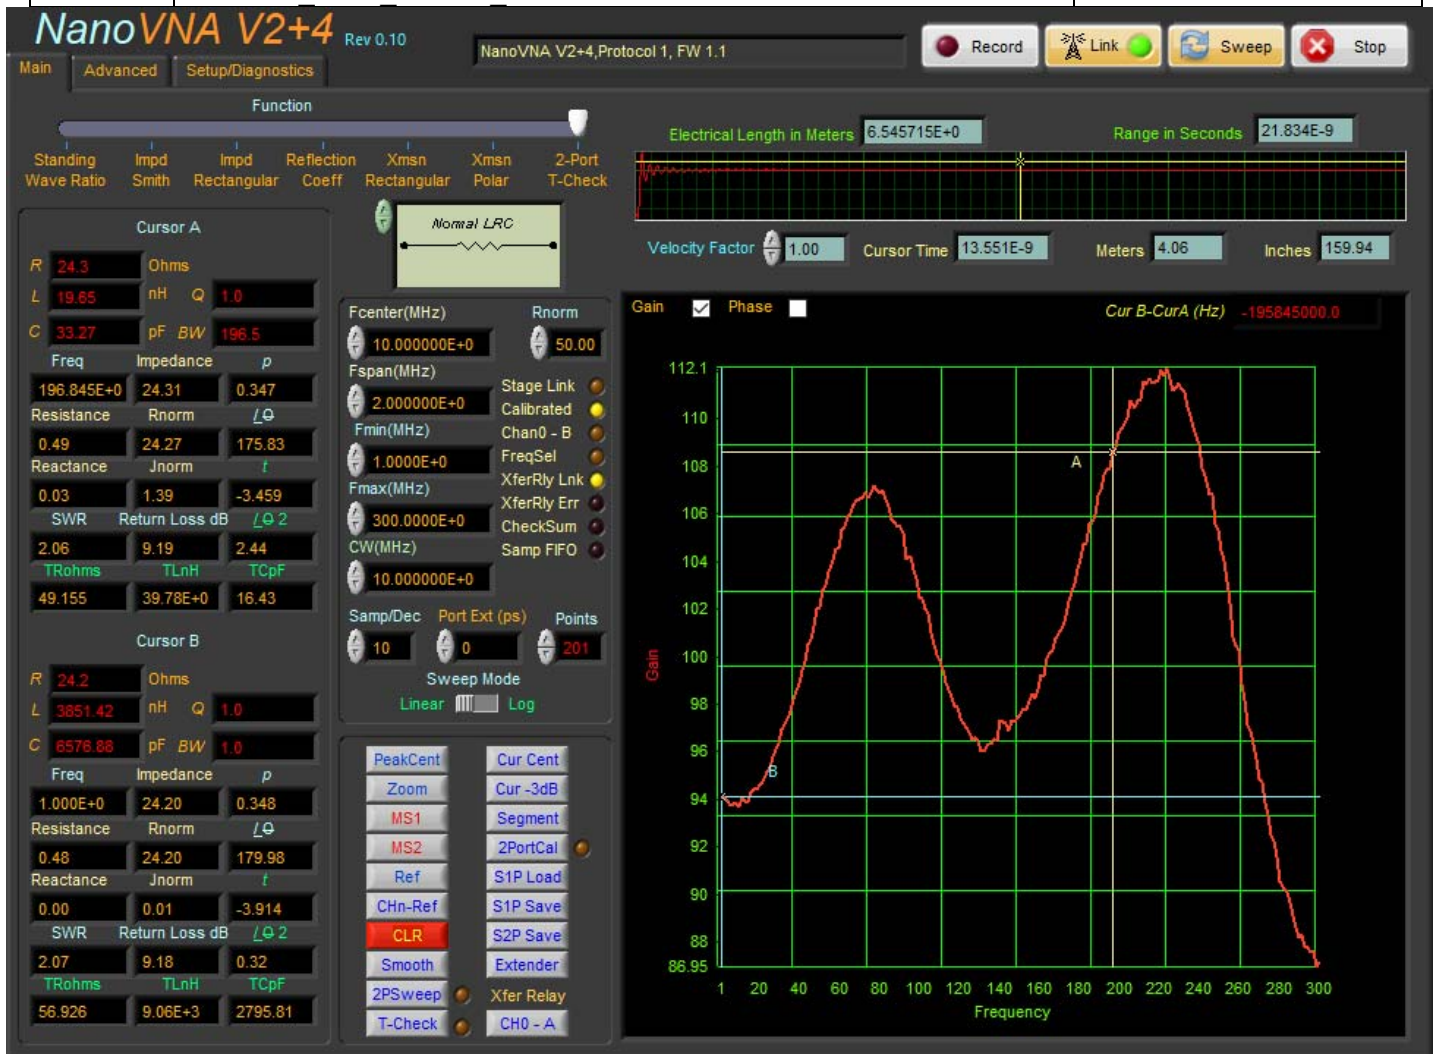 NanoVNA V2+4 Rev 0.10
NanoVNA V2+4,Protocol 1, FW 1.1
Record
Link
Sweep
Stop
Main Advanced Setup/Diagnostics
Function
Standing Wave Ratio
Impd Smith
Impd Rectangular
Reflection Coeff
Xmsn Rectangular
Xmsn Polar
2-Port T-Check
Electrical Length in Meters 6.545715E+0
Range in Seconds 21.834E-9
Velocity Factor 1.00
Cursor Time 13.551E-9
Meters 4.06
Inches 159.94
Normal LRC
Cursor A
R 24.3 Ohms
L 19.65 nH Q 1.0
C 33.27 pF BW 196.5
Freq Impedance p
196.845E+0 24.31 0.347
Resistance Rnorm /Θ
0.49 24.27 175.83
Reactance Jnorm t
0.03 1.39 -3.459
SWR Return Loss dB /Θ 2
2.06 9.19 2.44
TRohms TLnH TCpF
49.155 39.78E+0 16.43
Cursor B
R 24.2 Ohms
L 3851.42 nH Q 1.0
C 6576.88 pF BW 1.0
Freq Impedance p
1.000E+0 24.20 0.348
Resistance Rnorm /Θ
0.48 24.20 179.98
Reactance Jnorm t
0.00 0.01 -3.914
SWR Return Loss dB /Θ 2
2.07 9.18 0.32
TRohms TLnH TCpF
56.926 9.06E+3 2795.81
Fcenter(MHz) Rnorm
10.000000E+0 50.00
Fspan(MHz)
2.000000E+0
Fmin(MHz)
1.0000E+0
Fmax(MHz)
300.0000E+0
CW(MHz)
10.000000E+0
Stage Link
Calibrated
Chan0 - B
FreqSel
XferRly Lnk
XferRly Err
CheckSum
Samp FIFO
Samp/Dec Port Ext (ps) Points
10 0 201
Sweep Mode
Linear Log
PeakCent Cur Cent
Zoom Cur -3dB
MS1 Segment
MS2 2PortCal
Ref S1P Load
CHn-Ref S1P Save
CLR S2P Save
Smooth Extender
2PSweep Xfer Relay
T-Check CH0 - A
Gain Phase
Cur B-CurA (Hz) -195845000.0
112.1
110
108
106
104
102
100
98
96
94
92
90
88
86.95
Gain
A
B
1 20 40 60 80 100 120 140 160 180 200 220 240 260 280 300
Frequency